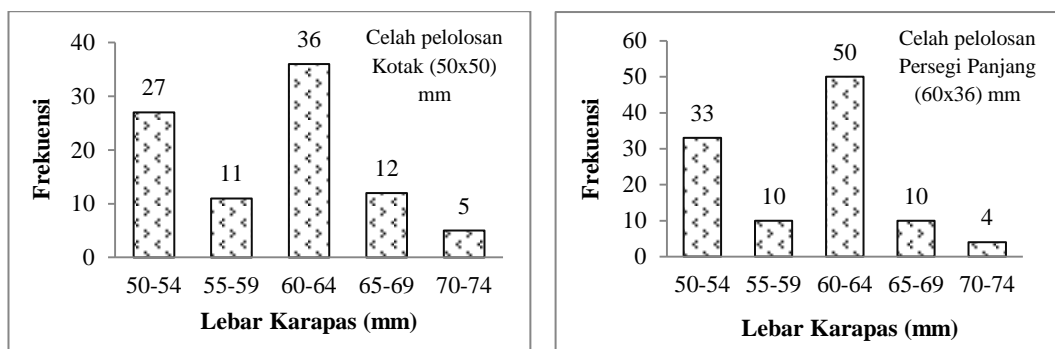 Celah pelolosan
Kotak (50x50)
mm
Frekuensi
40
30
20
10
0
27
11
36
12
5
50-54 55-59 60-64 65-69 70-74
Lebar Karapas (mm)
Celah pelolosan
Persegi Panjang
(60x36) mm
Frekuensi
60
50
40
30
20
10
0
33
10
50
10
4
50-54 55-59 60-64 65-69 70-74
Lebar Karapas (mm)